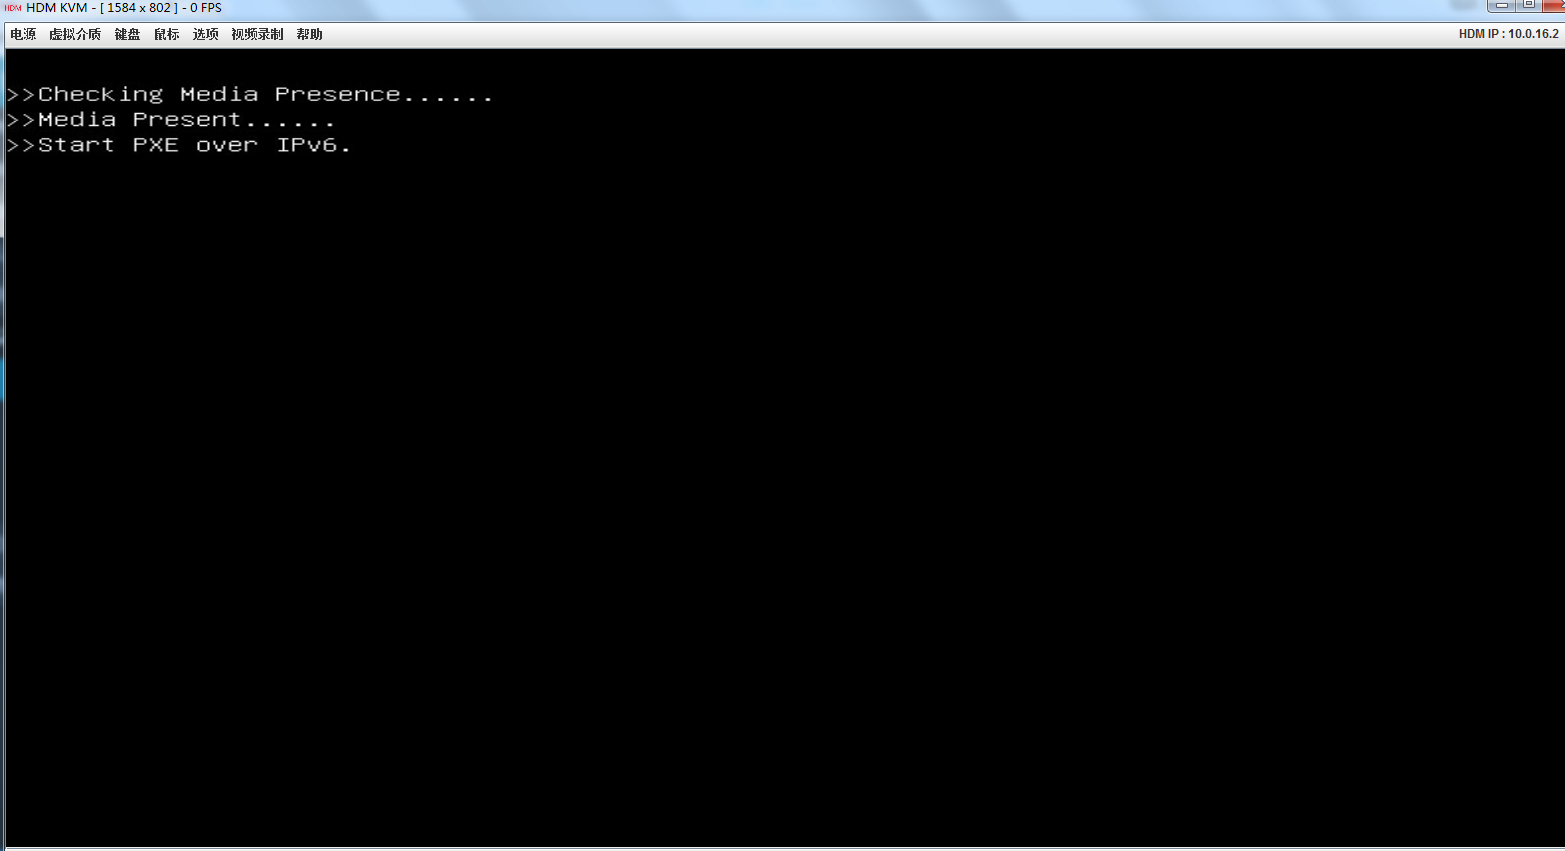 HDM HDM KVM - [ 1584 x 802 ] - 0 FPS
电源 虚拟介质 键盘 鼠标 选项 视频录制 帮助 HDM IP : 10.0.16.2
>>Checking Media Presence......
>>Media Present......
>>Start PXE over IPv6.